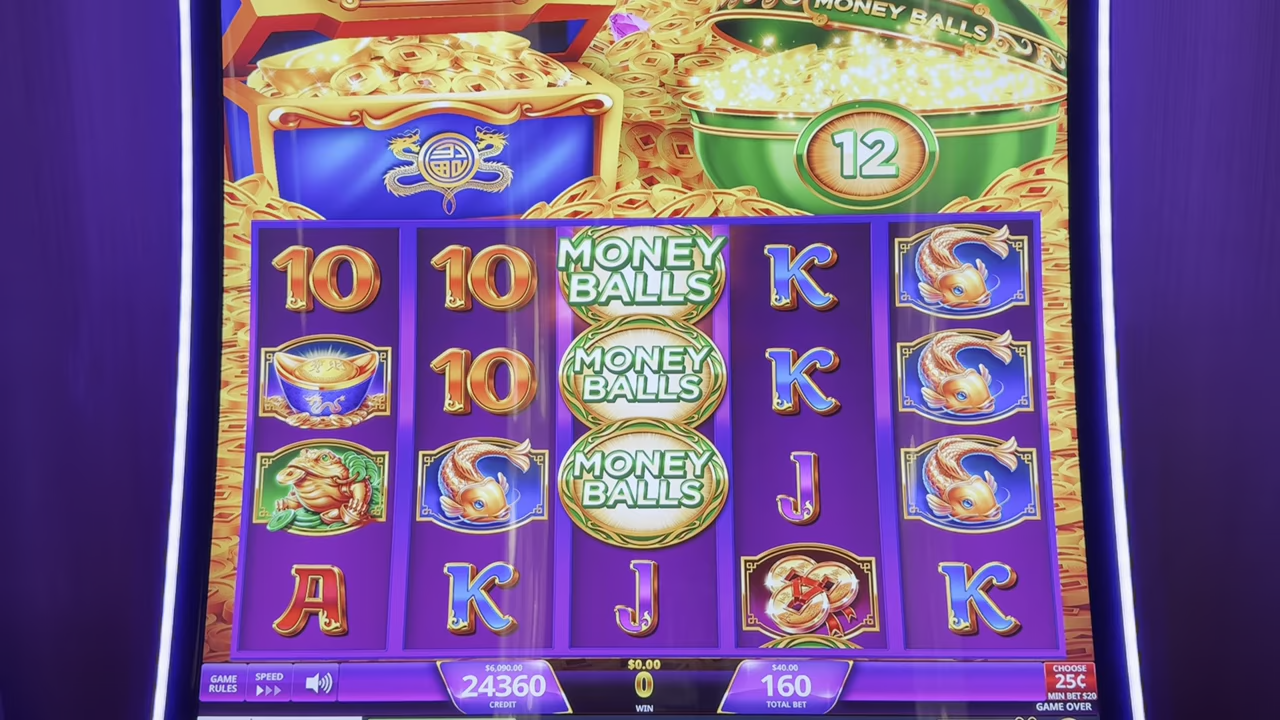 MONEY BALLS
12
10 10 MONEY BALLS K
10 MONEY BALLS K
MONEY BALLS J
A K J K
GAME RULES
SPEED
$6,090.00
24360
CREDIT
$0.00
0
WIN
$40.00
160
TOTAL BET
CHOOSE
25¢
MIN BET $20
GAME OVER